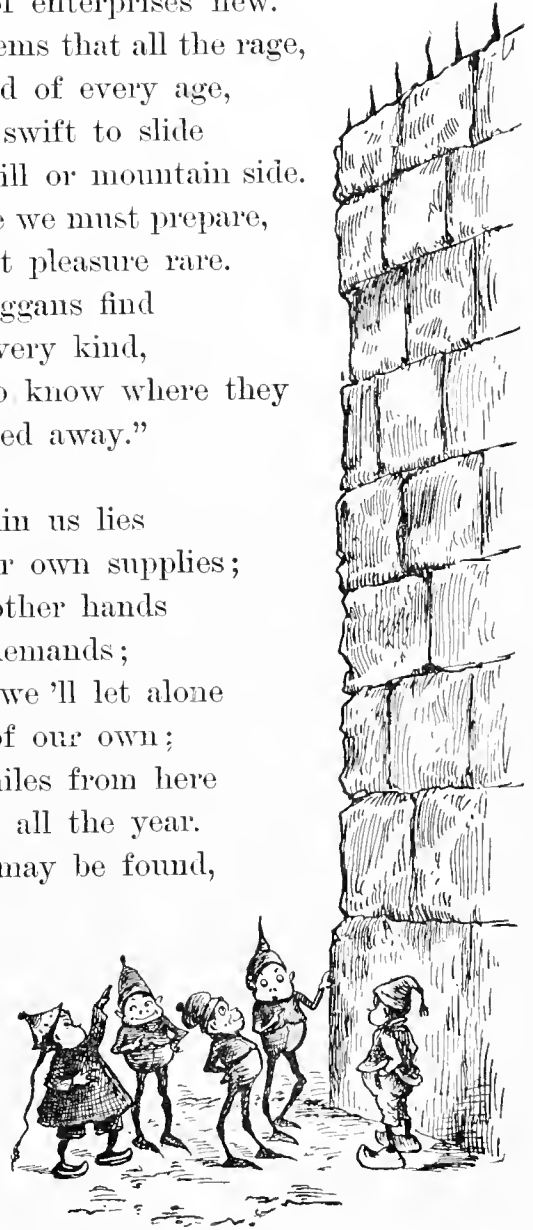 of enterprises new.
ems that all the rage,
d of every age,
swift to slide
ill or mountain side.
e we must prepare,
t pleasure rare.
ggans find
very kind,
o know where they
ed away.”
in us lies
r own supplies;
other hands
emands;
we ’ll let alone
of our own;
iles from here
all the year.
may be found,